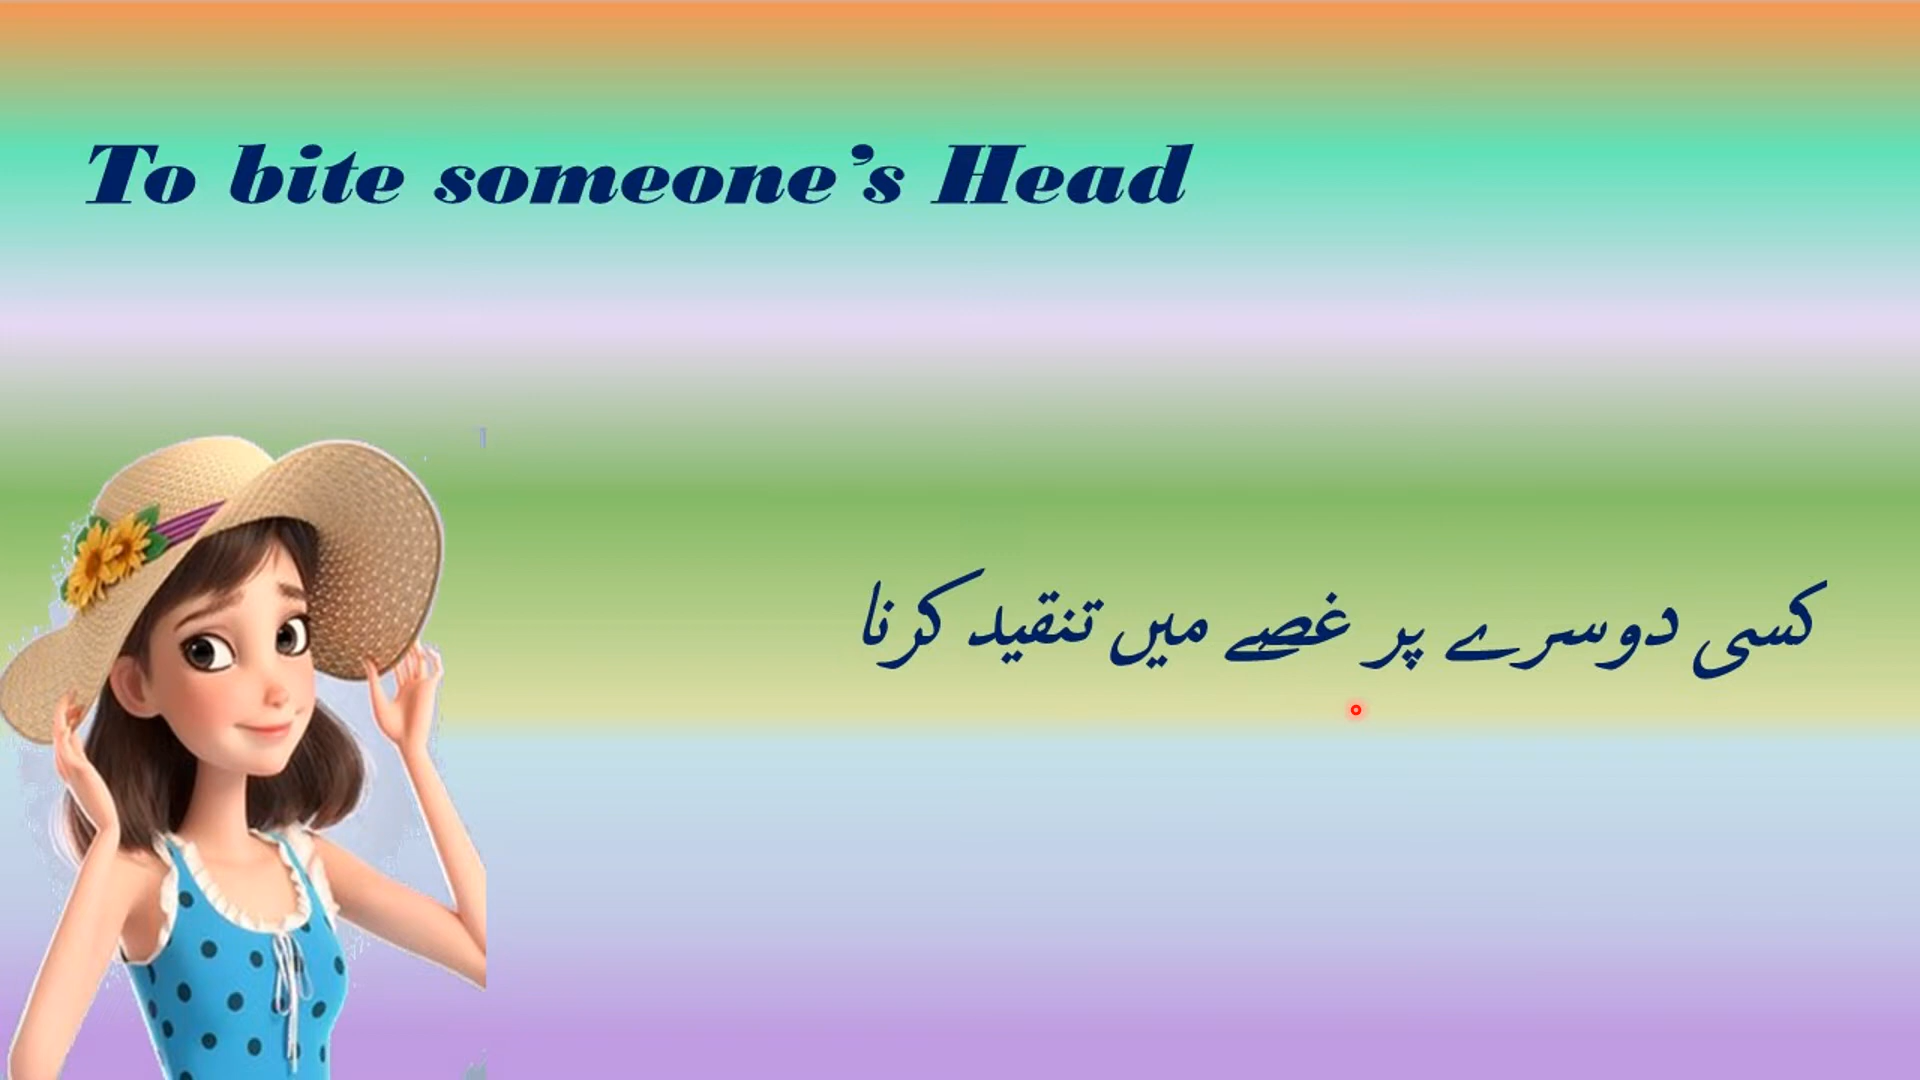 To bite someone’s Head
کسی دوسرے پر غصے میں تنقید کرنا